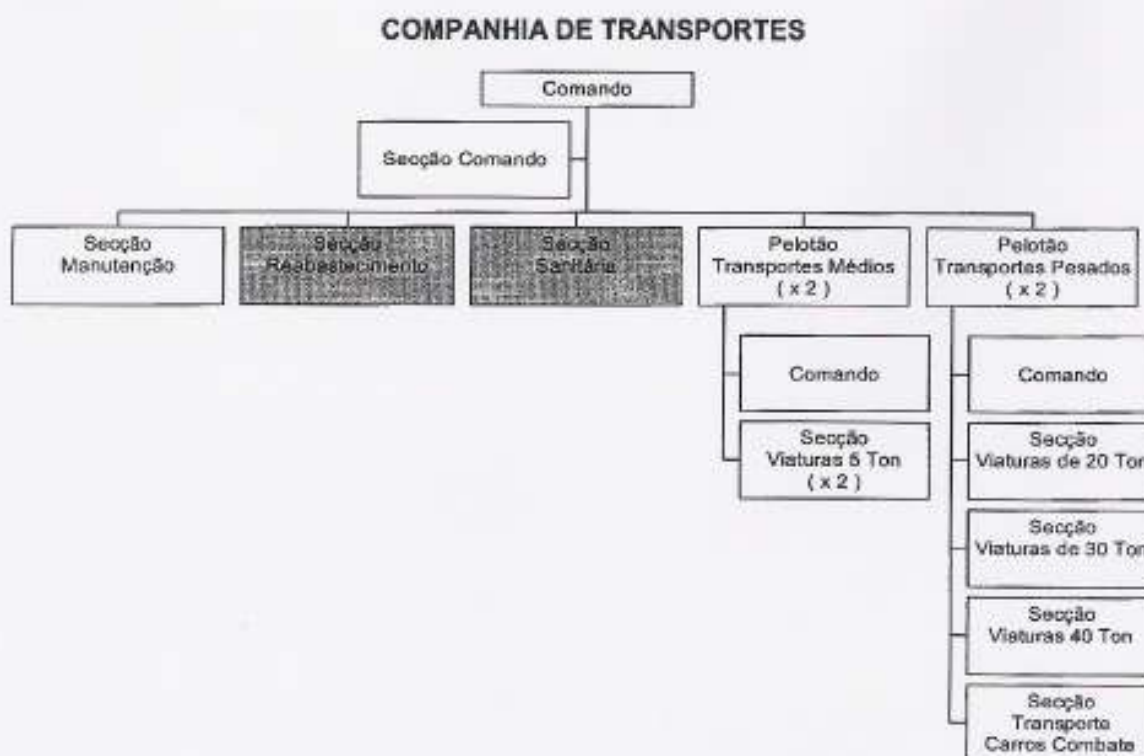 COMPANHIA DE TRANSPORTES
Comando
Secção Comando
Secção
Manutenção
Secção
Reabastecimento
Secção
Sanitária
Pelotão
Transportes Médios
( x 2 )
Pelotão
Transportes Pesados
( x 2 )
Comando
Secção
Viaturas 5 Ton
( x 2 )
Comando
Secção
Viaturas de 20 Ton
Secção
Viaturas de 30 Ton
Secção
Viaturas 40 Ton
Secção
Transporte
Carros Combate